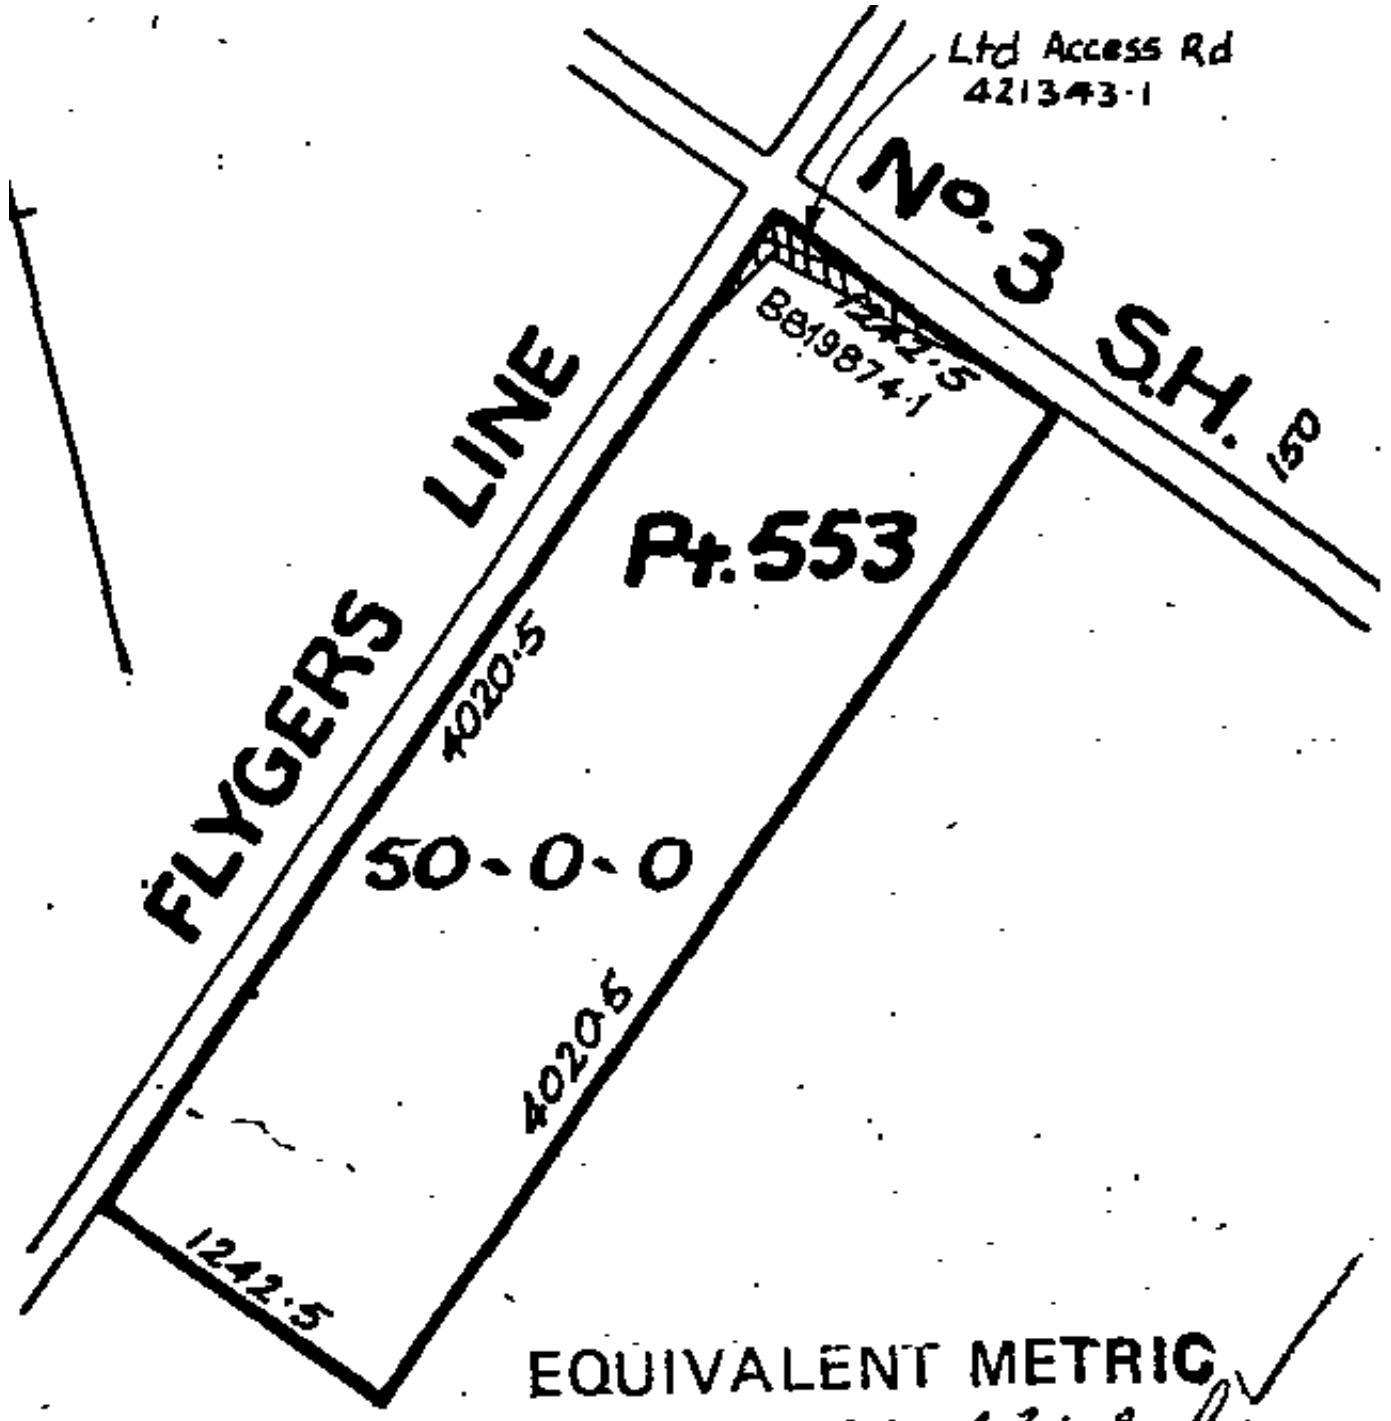 Ltd Access Rd
421343·1
No. 3 S.H.
150
1242·5
B819874·1
FLYGERS LINE
Pt. 553
4020·5
50-0-0
4020·5
1242·5
EQUIVALENT METRIC